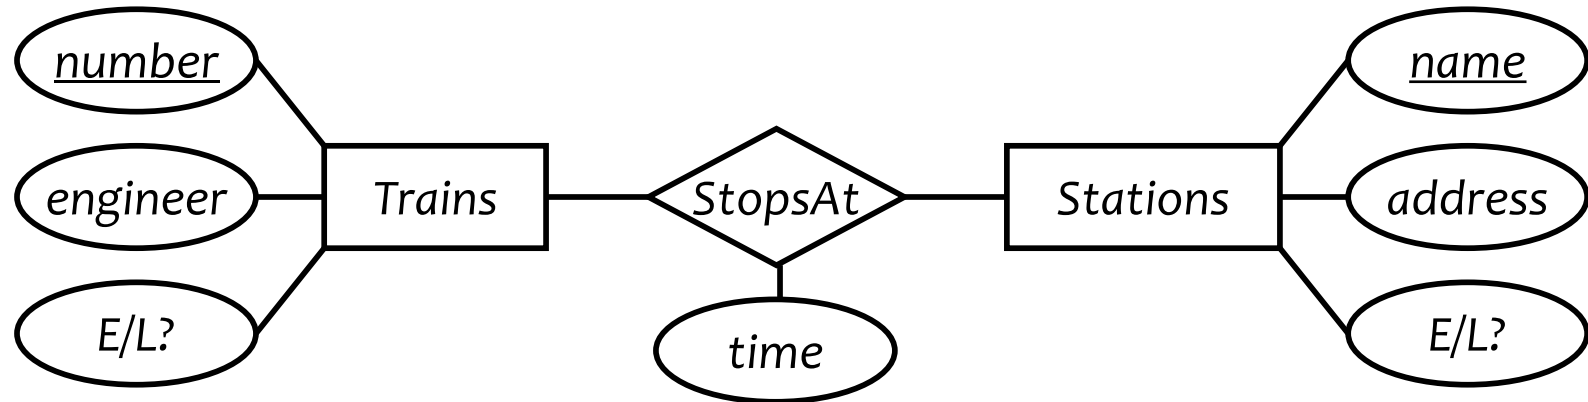 number
name
engineer
Trains
StopsAt
Stations
address
E/L?
time
E/L?